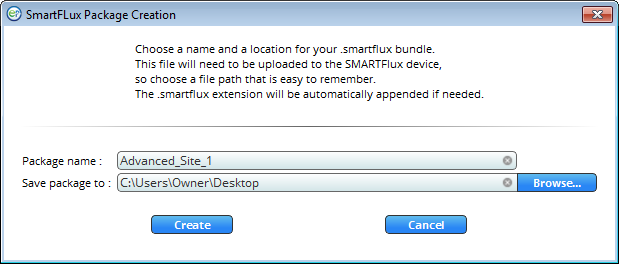 SmartFLux Package Creation
Choose a name and a location for your .smartflux bundle.
This file will need to be uploaded to the SMARTFlux device,
so choose a file path that is easy to remember.
The .smartflux extension will be automatically appended if needed.
Package name : Advanced_Site_1
Save package to : C:\Users\Owner\Desktop Browse...
Create Cancel